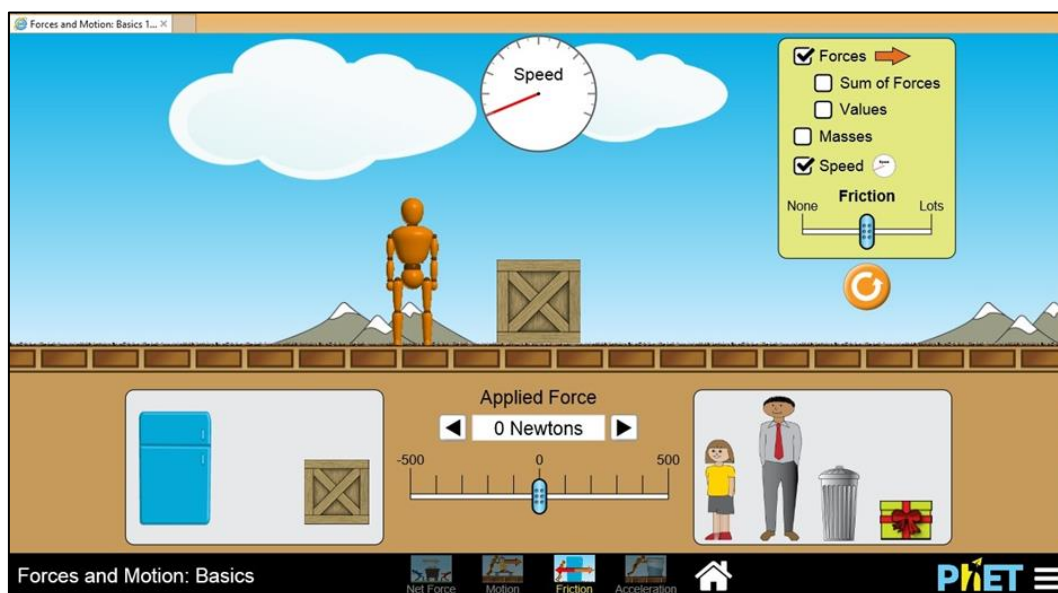 Forces and Motion: Basics 1...
Speed
Forces
Sum of Forces
Values
Masses
Speed
Friction
None
Lots
Applied Force
0 Newtons
-500
0
500
Forces and Motion: Basics
Net Force
Motion
Friction
Acceleration
PhET